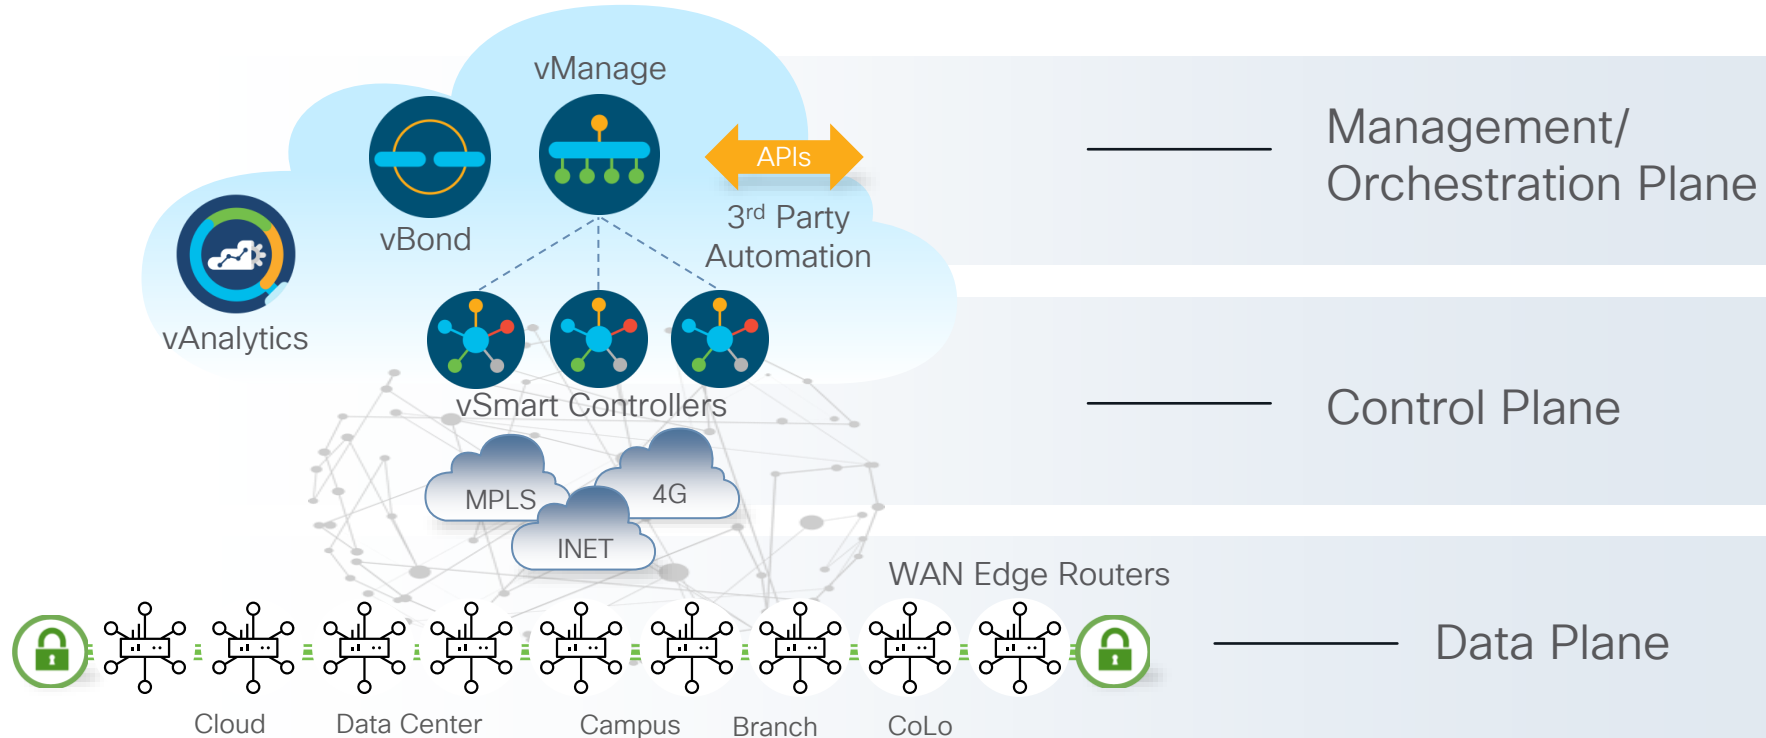 vManage
APIs
vBond
3rd Party
Automation
vAnalytics
vSmart Controllers
MPLS
4G
INET
WAN Edge Routers
Cloud
Data Center
Campus
Branch
CoLo
Management/
Orchestration Plane
Control Plane
Data Plane